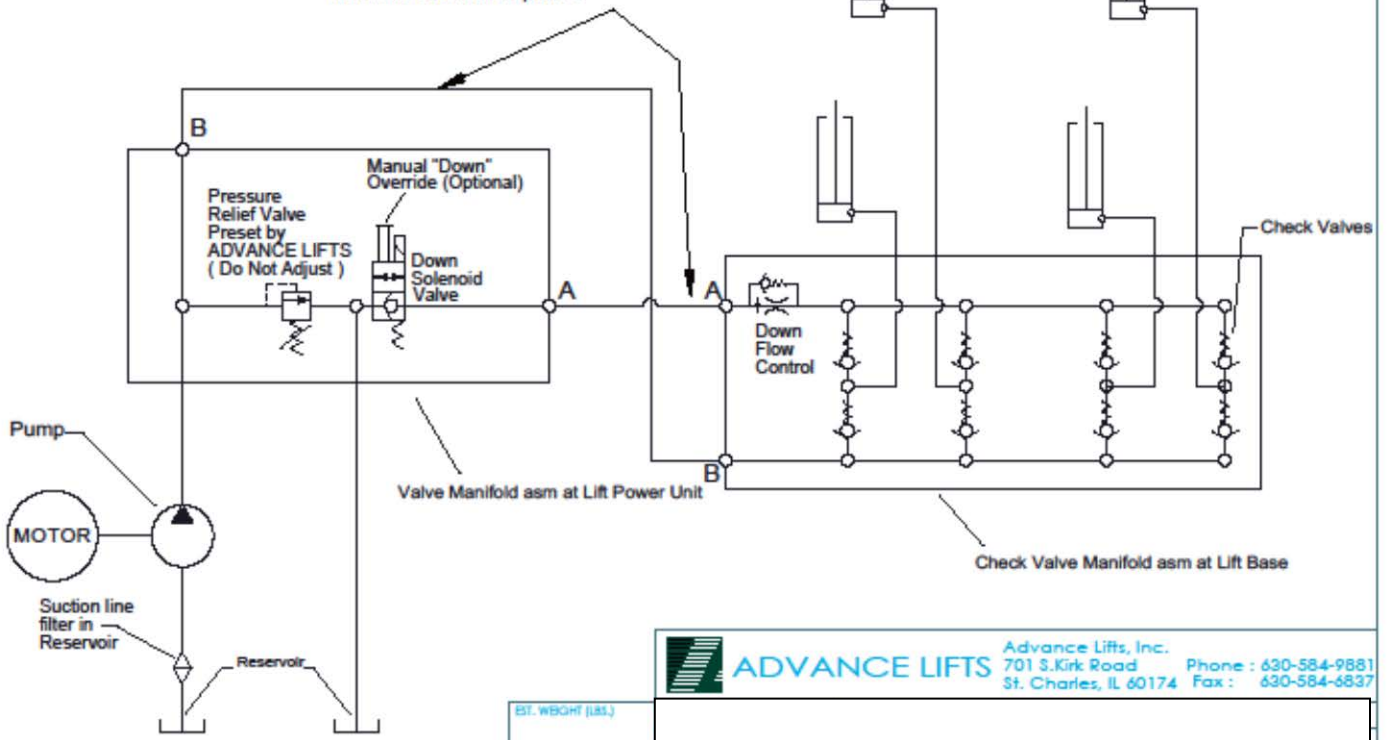 B
Manual "Down"
Override (Optional)
Pressure
Relief Valve
Preset by
ADVANCE LIFTS
( Do Not Adjust )
Down
Solenoid
Valve
A
A
Down
Flow
Control
Check Valves
B
Pump
MOTOR
Valve Manifold asm at Lift Power Unit
Check Valve Manifold asm at Lift Base
Suction line
filter in
Reservoir
Reservoir
ADVANCE LIFTS
Advance Lifts, Inc.
701 S.Kirk Road Phone : 630-584-9881
St. Charles, IL 60174 Fax : 630-584-6837
EST. WEIGHT (LBS.)